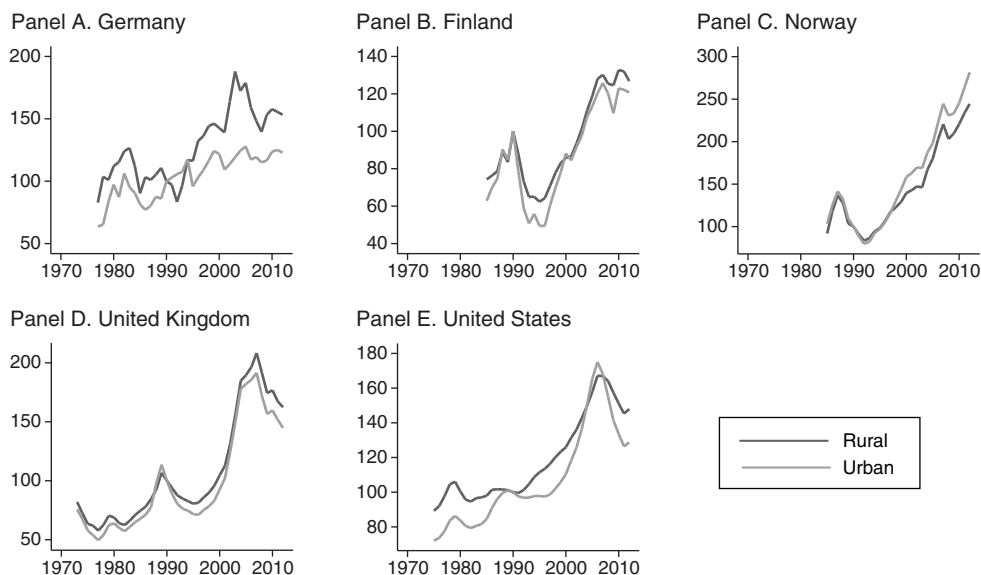 Panel A. Germany
200
150
100
50
1970 1980 1990 2000 2010
Panel B. Finland
140
120
100
80
60
40
1970 1980 1990 2000 2010
Panel C. Norway
300
250
200
150
100
1970 1980 1990 2000 2010
Panel D. United Kingdom
200
150
100
50
1970 1980 1990 2000 2010
Panel E. United States
180
160
140
120
100
80
1970 1980 1990 2000 2010
Rural
Urban